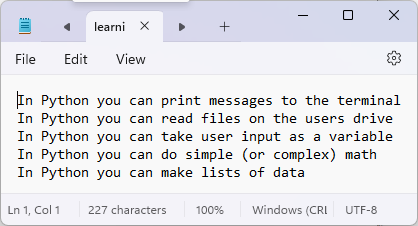 learni
File Edit View
In Python you can print messages to the terminal
In Python you can read files on the users drive
In Python you can take user input as a variable
In Python you can do simple (or complex) math
In Python you can make lists of data
Ln 1, Col 1 227 characters 100% Windows (CRI UTF-8